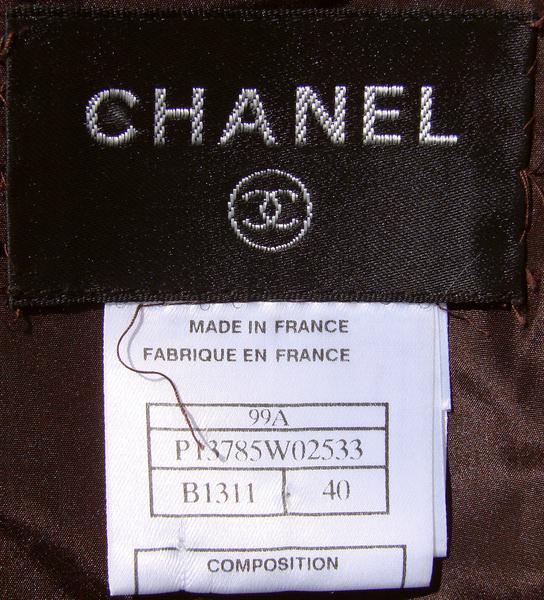 CHANEL
MADE IN FRANCE
FABRIQUE EN FRANCE
99A
P13785W02533
B1311 40
COMPOSITION